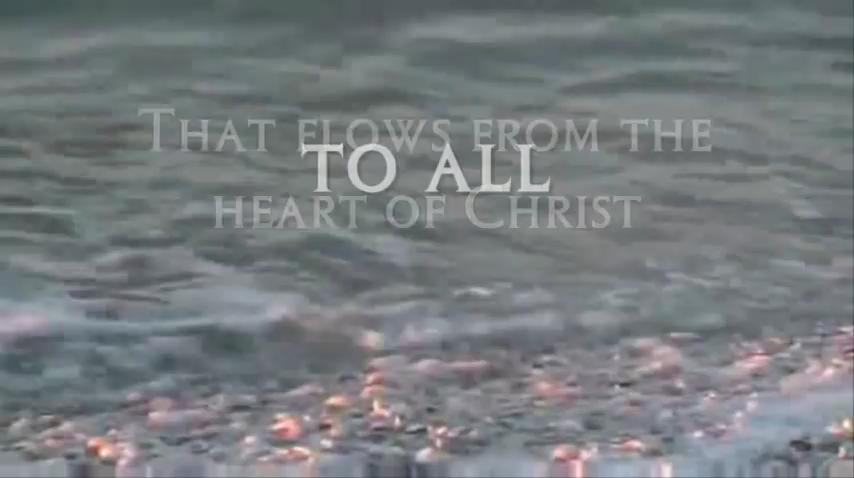 That flows from the
TO ALL
heart of Christ